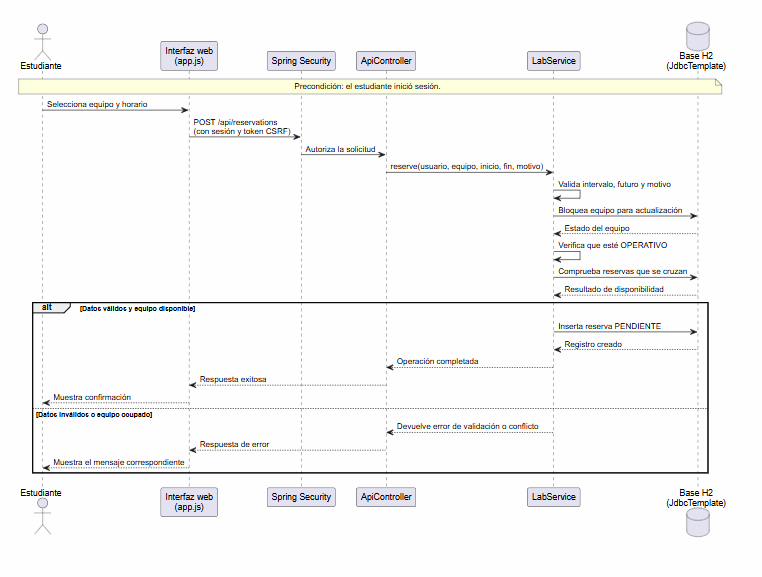 Estudiante
Interfaz web
(app.js)
Spring Security
ApiController
LabService
Base H2
(JdbcTemplate)
Precondición: el estudiante inició sesión.
Selecciona equipo y horario
POST /api/reservations
(con sesión y token CSRF)
Autoriza la solicitud
reserve(usuario, equipo, inicio, fin, motivo)
Valida intervalo, futuro y motivo
Bloquea equipo para actualización
Estado del equipo
Verifica que esté OPERATIVO
Comprueba reservas que se cruzan
Resultado de disponibilidad
alt
[Datos válidos y equipo disponible]
Inserta reserva PENDIENTE
Registro creado
Operación completada
Respuesta exitosa
Muestra confirmación
[Datos inválidos o equipo ocupado]
Devuelve error de validación o conflicto
Respuesta de error
Muestra el mensaje correspondiente
Estudiante
Interfaz web
(app.js)
Spring Security
ApiController
LabService
Base H2
(JdbcTemplate)